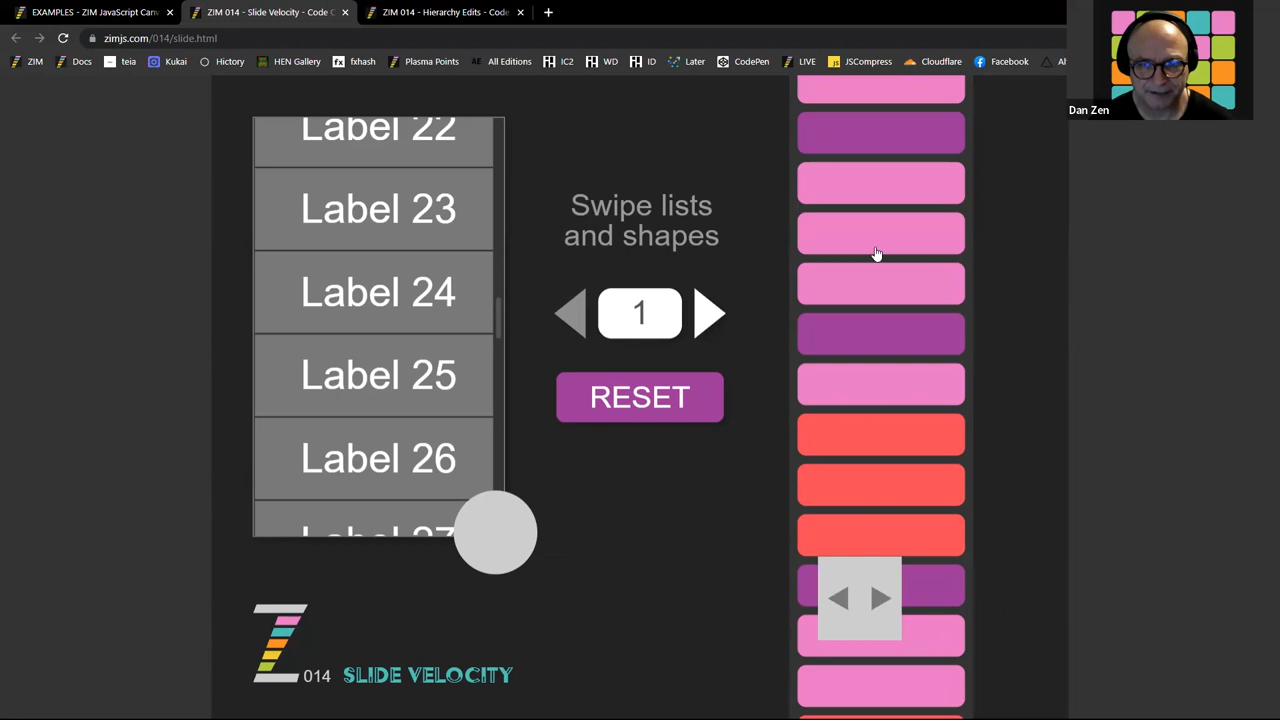 EXAMPLES - ZIM JavaScript Can
ZIM 014 - Slide Velocity - Code C
ZIM 014 - Hierarchy Edits - Code
zimjs.com/014/slide.html
ZIM
Docs
teia
Kukai
Hictory
HEN Gallery
fxhash
Plasma Points
All Editions
IC2
WD
ID
Later
CodePen
LIVE
JSCompress
Cloudflare
Facebook
Dan Zen
Label 22
Label 23
Label 24
Label 25
Label 26
Label 27
Swipe lists
and shapes
1
RESET
014 SLIDE VELOCITY